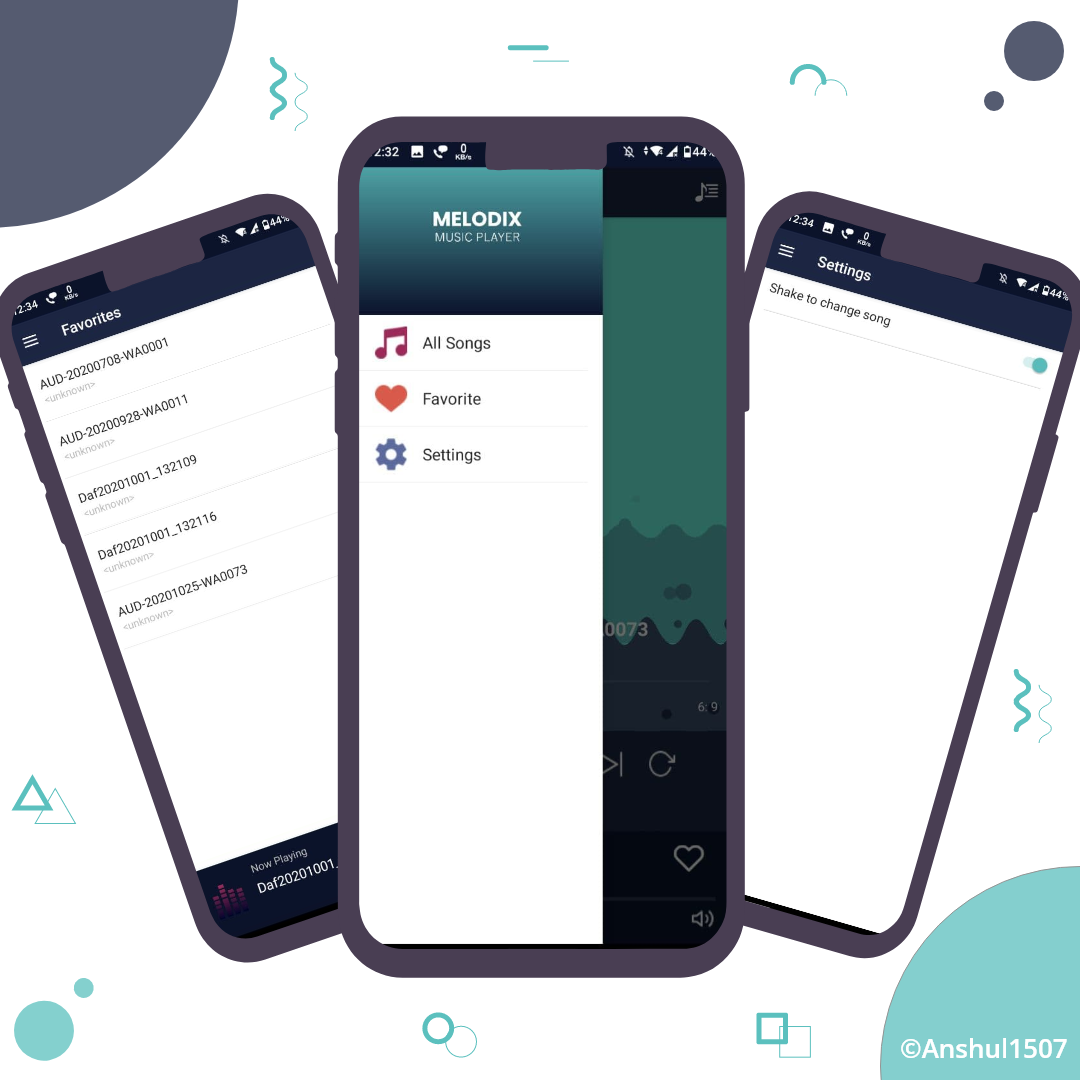 12:34
0
KB/s
44%
Favorites
AUD-20200708-WA0001
<unknown>
AUD-20200928-WA0011
<unknown>
Daf20201001_132109
<unknown>
Daf20201001_132116
<unknown>
AUD-20201025-WA0073
<unknown>
Now Playing
Daf20201001_
2:32
0
KB/s
44%
MELODIX
MUSIC PLAYER
All Songs
Favorite
Settings
A0073
6:9
12:34
0
KB/s
44%
Settings
Shake to change song
©Anshul1507